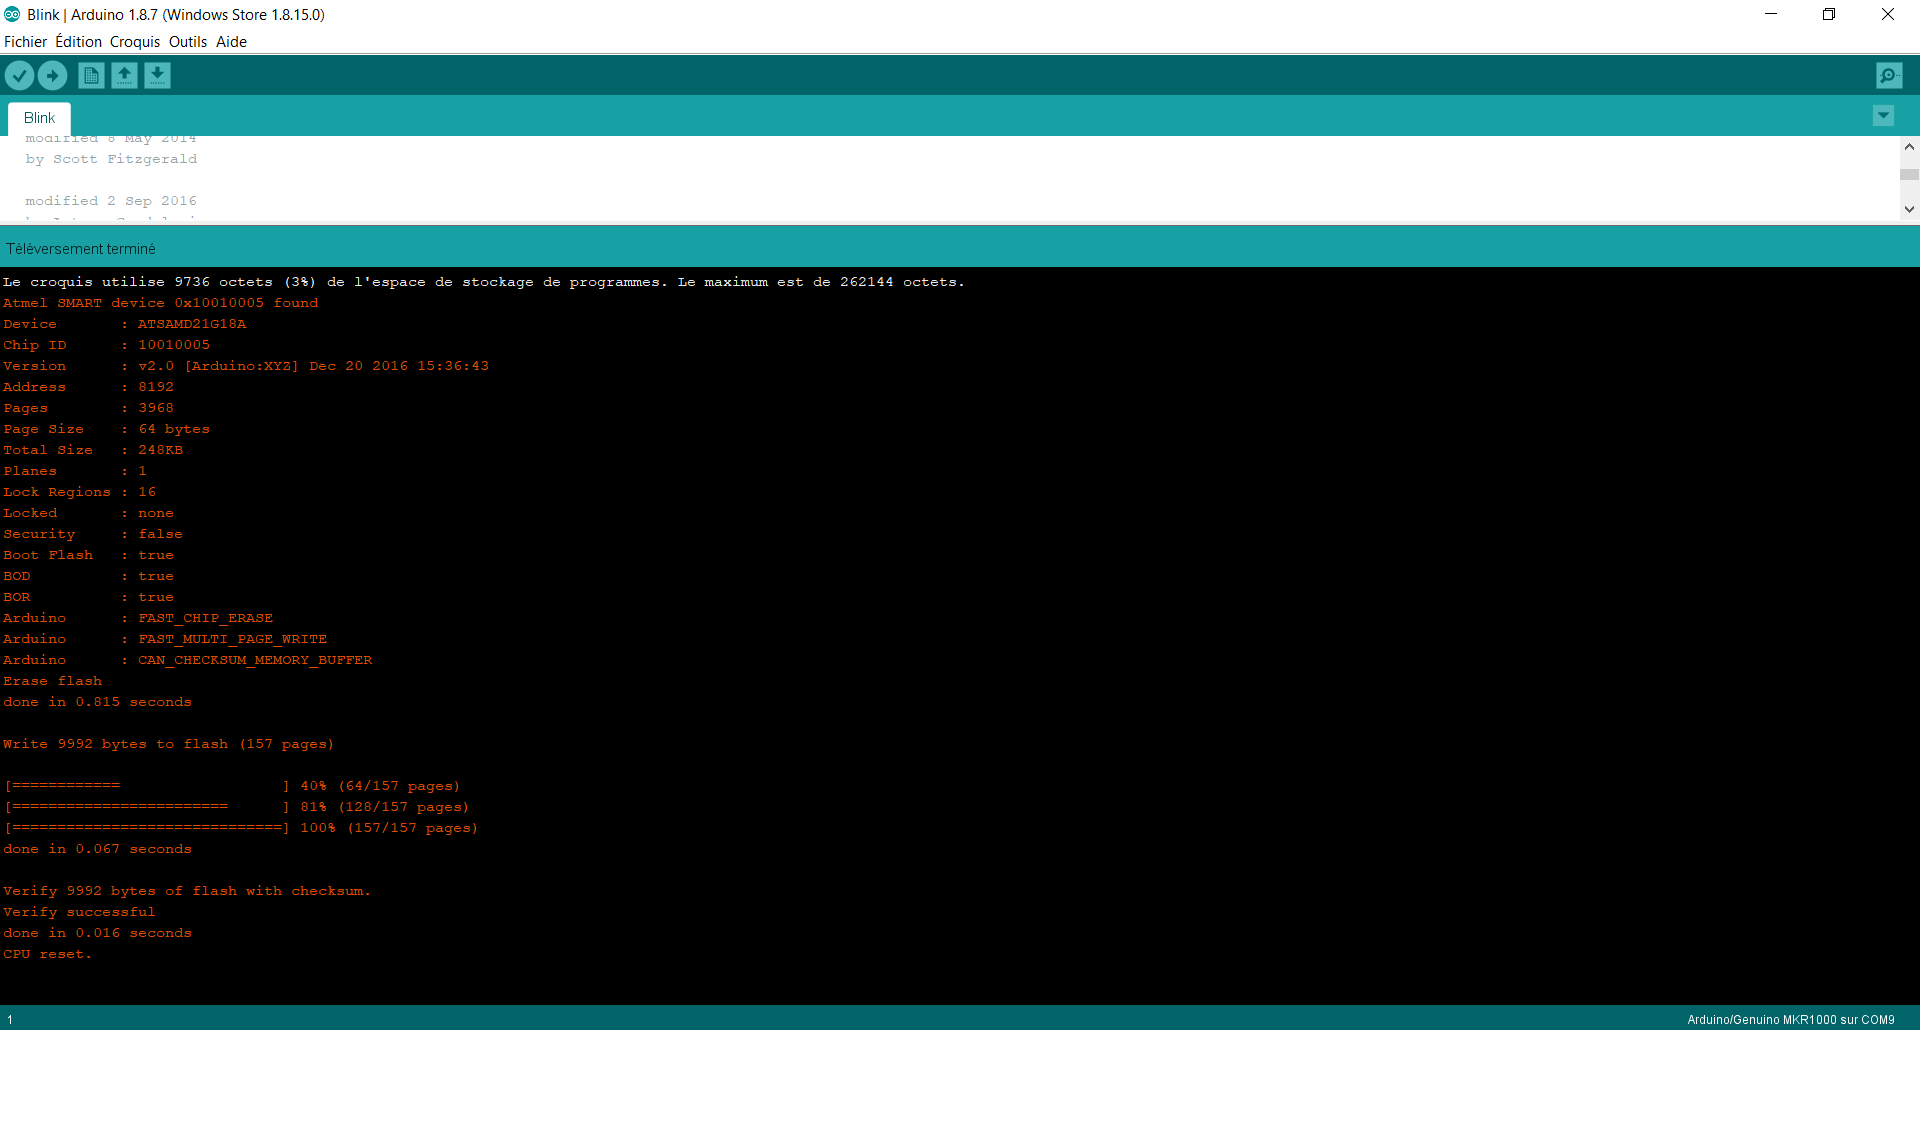 Blink | Arduino 1.8.7 (Windows Store 1.8.15.0)
Fichier Édition Croquis Outils Aide
Blink
modified 8 May 2014
by Scott Fitzgerald
modified 2 Sep 2016
Téléversement terminé
Le croquis utilise 9736 octets (3%) de l'espace de stockage de programmes. Le maximum est de 262144 octets.
Atmel SMART device 0x10010005 found
Device       : ATSAMD21G18A
Chip ID      : 10010005
Version      : v2.0 [Arduino:XYZ] Dec 20 2016 15:36:43
Address      : 8192
Pages        : 3968
Page Size    : 64 bytes
Total Size   : 248KB
Planes       : 1
Lock Regions : 16
Locked       : none
Security     : false
Boot Flash   : true
BOD          : true
BOR          : true
Arduino      : FAST_CHIP_ERASE
Arduino      : FAST_MULTI_PAGE_WRITE
Arduino      : CAN_CHECKSUM_MEMORY_BUFFER
Erase flash
done in 0.815 seconds
Write 9992 bytes to flash (157 pages)
[============                  ] 40% (64/157 pages)
[========================      ] 81% (128/157 pages)
[==============================] 100% (157/157 pages)
done in 0.067 seconds
Verify 9992 bytes of flash with checksum.
Verify successful
done in 0.016 seconds
CPU reset.
1
Arduino/Genuino MKR1000 sur COM9